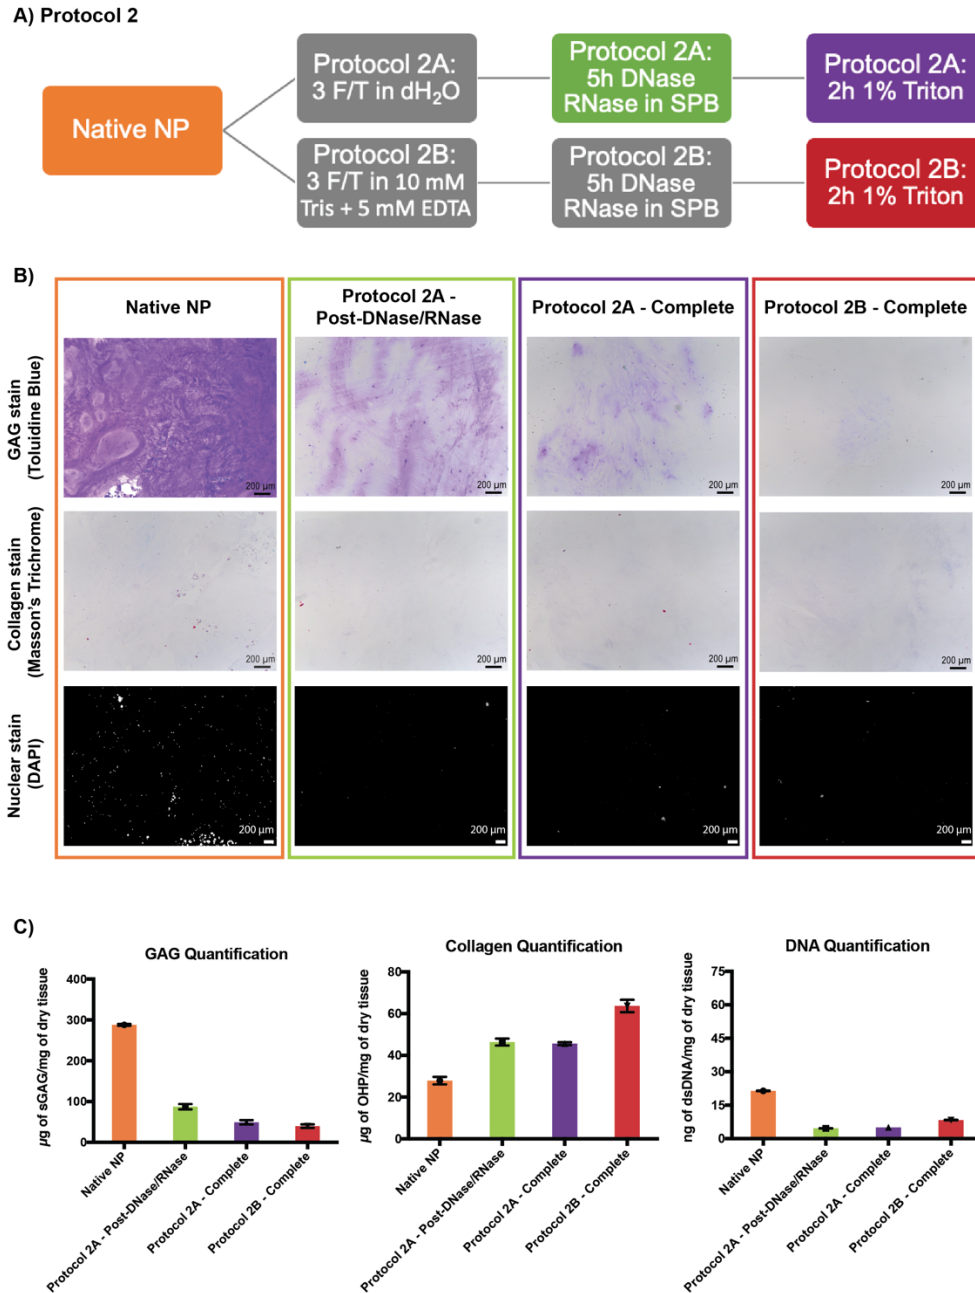 A) Protocol 2
Native NP
Protocol 2A:
3 F/T in dH₂O
Protocol 2A:
5h DNase
RNase in SPB
Protocol 2A:
2h 1% Triton
Protocol 2B:
3 F/T in 10 mM
Tris + 5 mM EDTA
Protocol 2B:
5h DNase
RNase in SPB
Protocol 2B:
2h 1% Triton
B)
Native NP
Protocol 2A -
Post-DNase/RNase
Protocol 2A - Complete
Protocol 2B - Complete
GAG stain
(Toluidine Blue)
200 µm
200 µm
200 µm
200 µm
Collagen stain
(Masson's Trichrome)
200 µm
200 µm
200 µm
200 µm
Nuclear stain
(DAPI)
200 µm
200 µm
200 µm
200 µm
C)
GAG Quantification
µg of sGAG/mg of dry tissue
400
300
200
100
0
Native NP
Protocol 2A - Post-DNase/RNase
Protocol 2A - Complete
Protocol 2B - Complete
Collagen Quantification
µg of OHP/mg of dry tissue
80
60
40
20
0
Native NP
Protocol 2A - Post-DNase/RNase
Protocol 2A - Complete
Protocol 2B - Complete
DNA Quantification
ng of dsDNA/mg of dry tissue
75
60
45
30
15
0
Native NP
Protocol 2A - Post-DNase/RNase
Protocol 2A - Complete
Protocol 2B - Complete